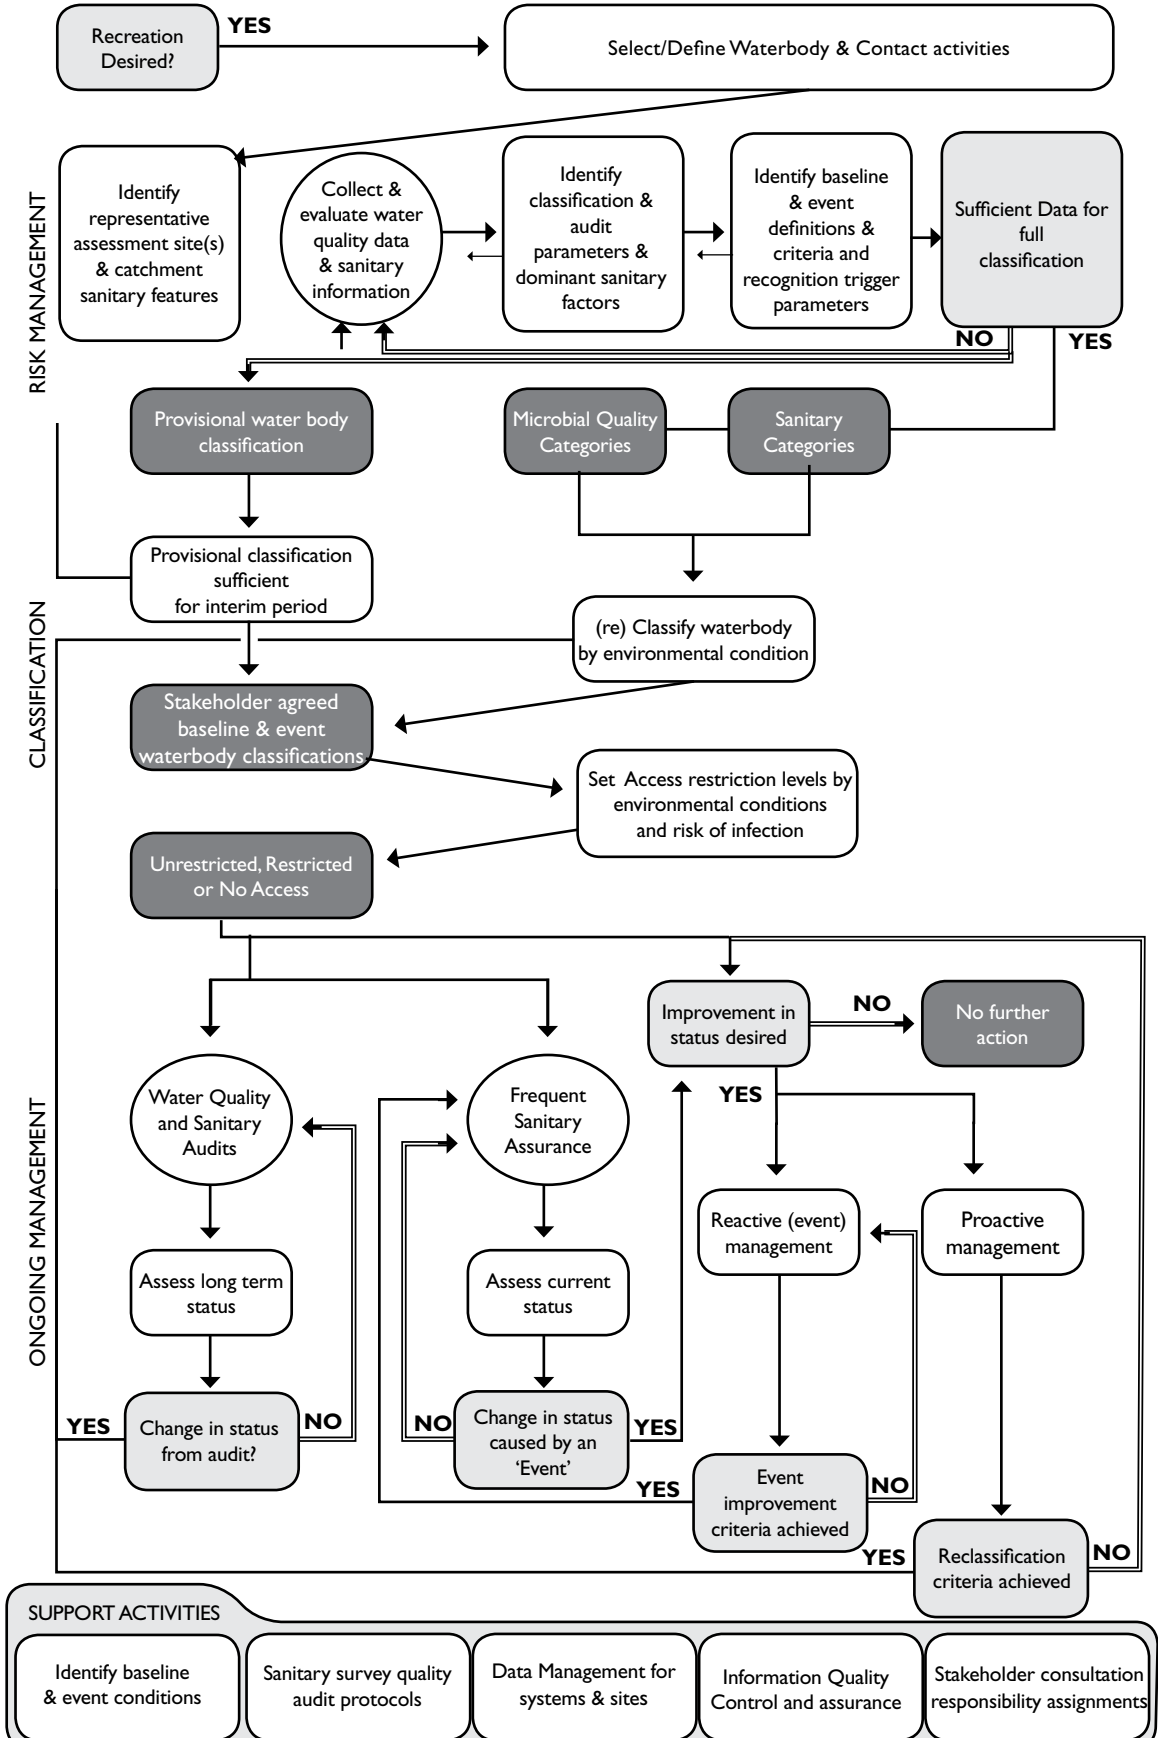 Recreation
Desired?
YES
Select/Define Waterbody & Contact activities
RISK MANAGEMENT
Identify
representative
assessment site(s)
& catchment
sanitary features
Collect &
evaluate water
quality data
& sanitary
information
Identify
classification &
audit
parameters &
dominant sanitary
factors
Identify baseline
& event
definitions &
criteria and
recognition trigger
parameters
Sufficient Data for
full
classification
NO
YES
Provisional water body
classification
Microbial Quality
Categories
Sanitary
Categories
Provisional classification
sufficient
for interim period
CLASSIFICATION
(re) Classify waterbody
by environmental condition
Stakeholder agreed
baseline & event
waterbody classifications
Set Access restriction levels by
environmental conditions
and risk of infection
Unrestricted, Restricted
or No Access
ONGOING MANAGEMENT
Improvement in
status desired
NO
No further
action
YES
Water Quality
and Sanitary
Audits
Frequent
Sanitary
Assurance
Reactive (event)
management
Proactive
management
Assess long term
status
Assess current
status
YES
Change in status
from audit?
NO
NO
Change in status
caused by an
‘Event’
YES
YES
Event
improvement
criteria achieved
NO
YES
Reclassification
criteria achieved
NO
SUPPORT ACTIVITIES
Identify baseline
& event conditions
Sanitary survey quality
audit protocols
Data Management for
systems & sites
Information Quality
Control and assurance
Stakeholder consultation
responsibility assignments